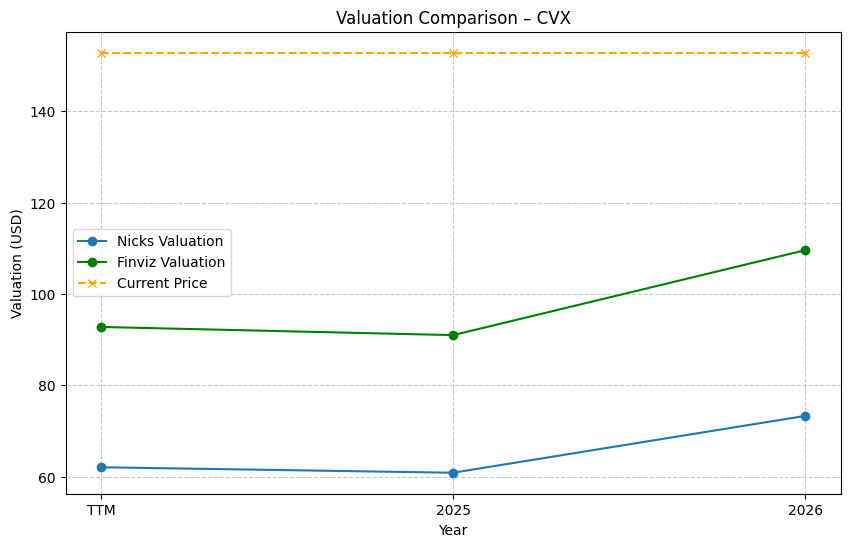 Valuation Comparison – CVX
Valuation (USD)
140
120
100
80
60
Nicks Valuation
Finviz Valuation
Current Price
TTM
2025
2026
Year